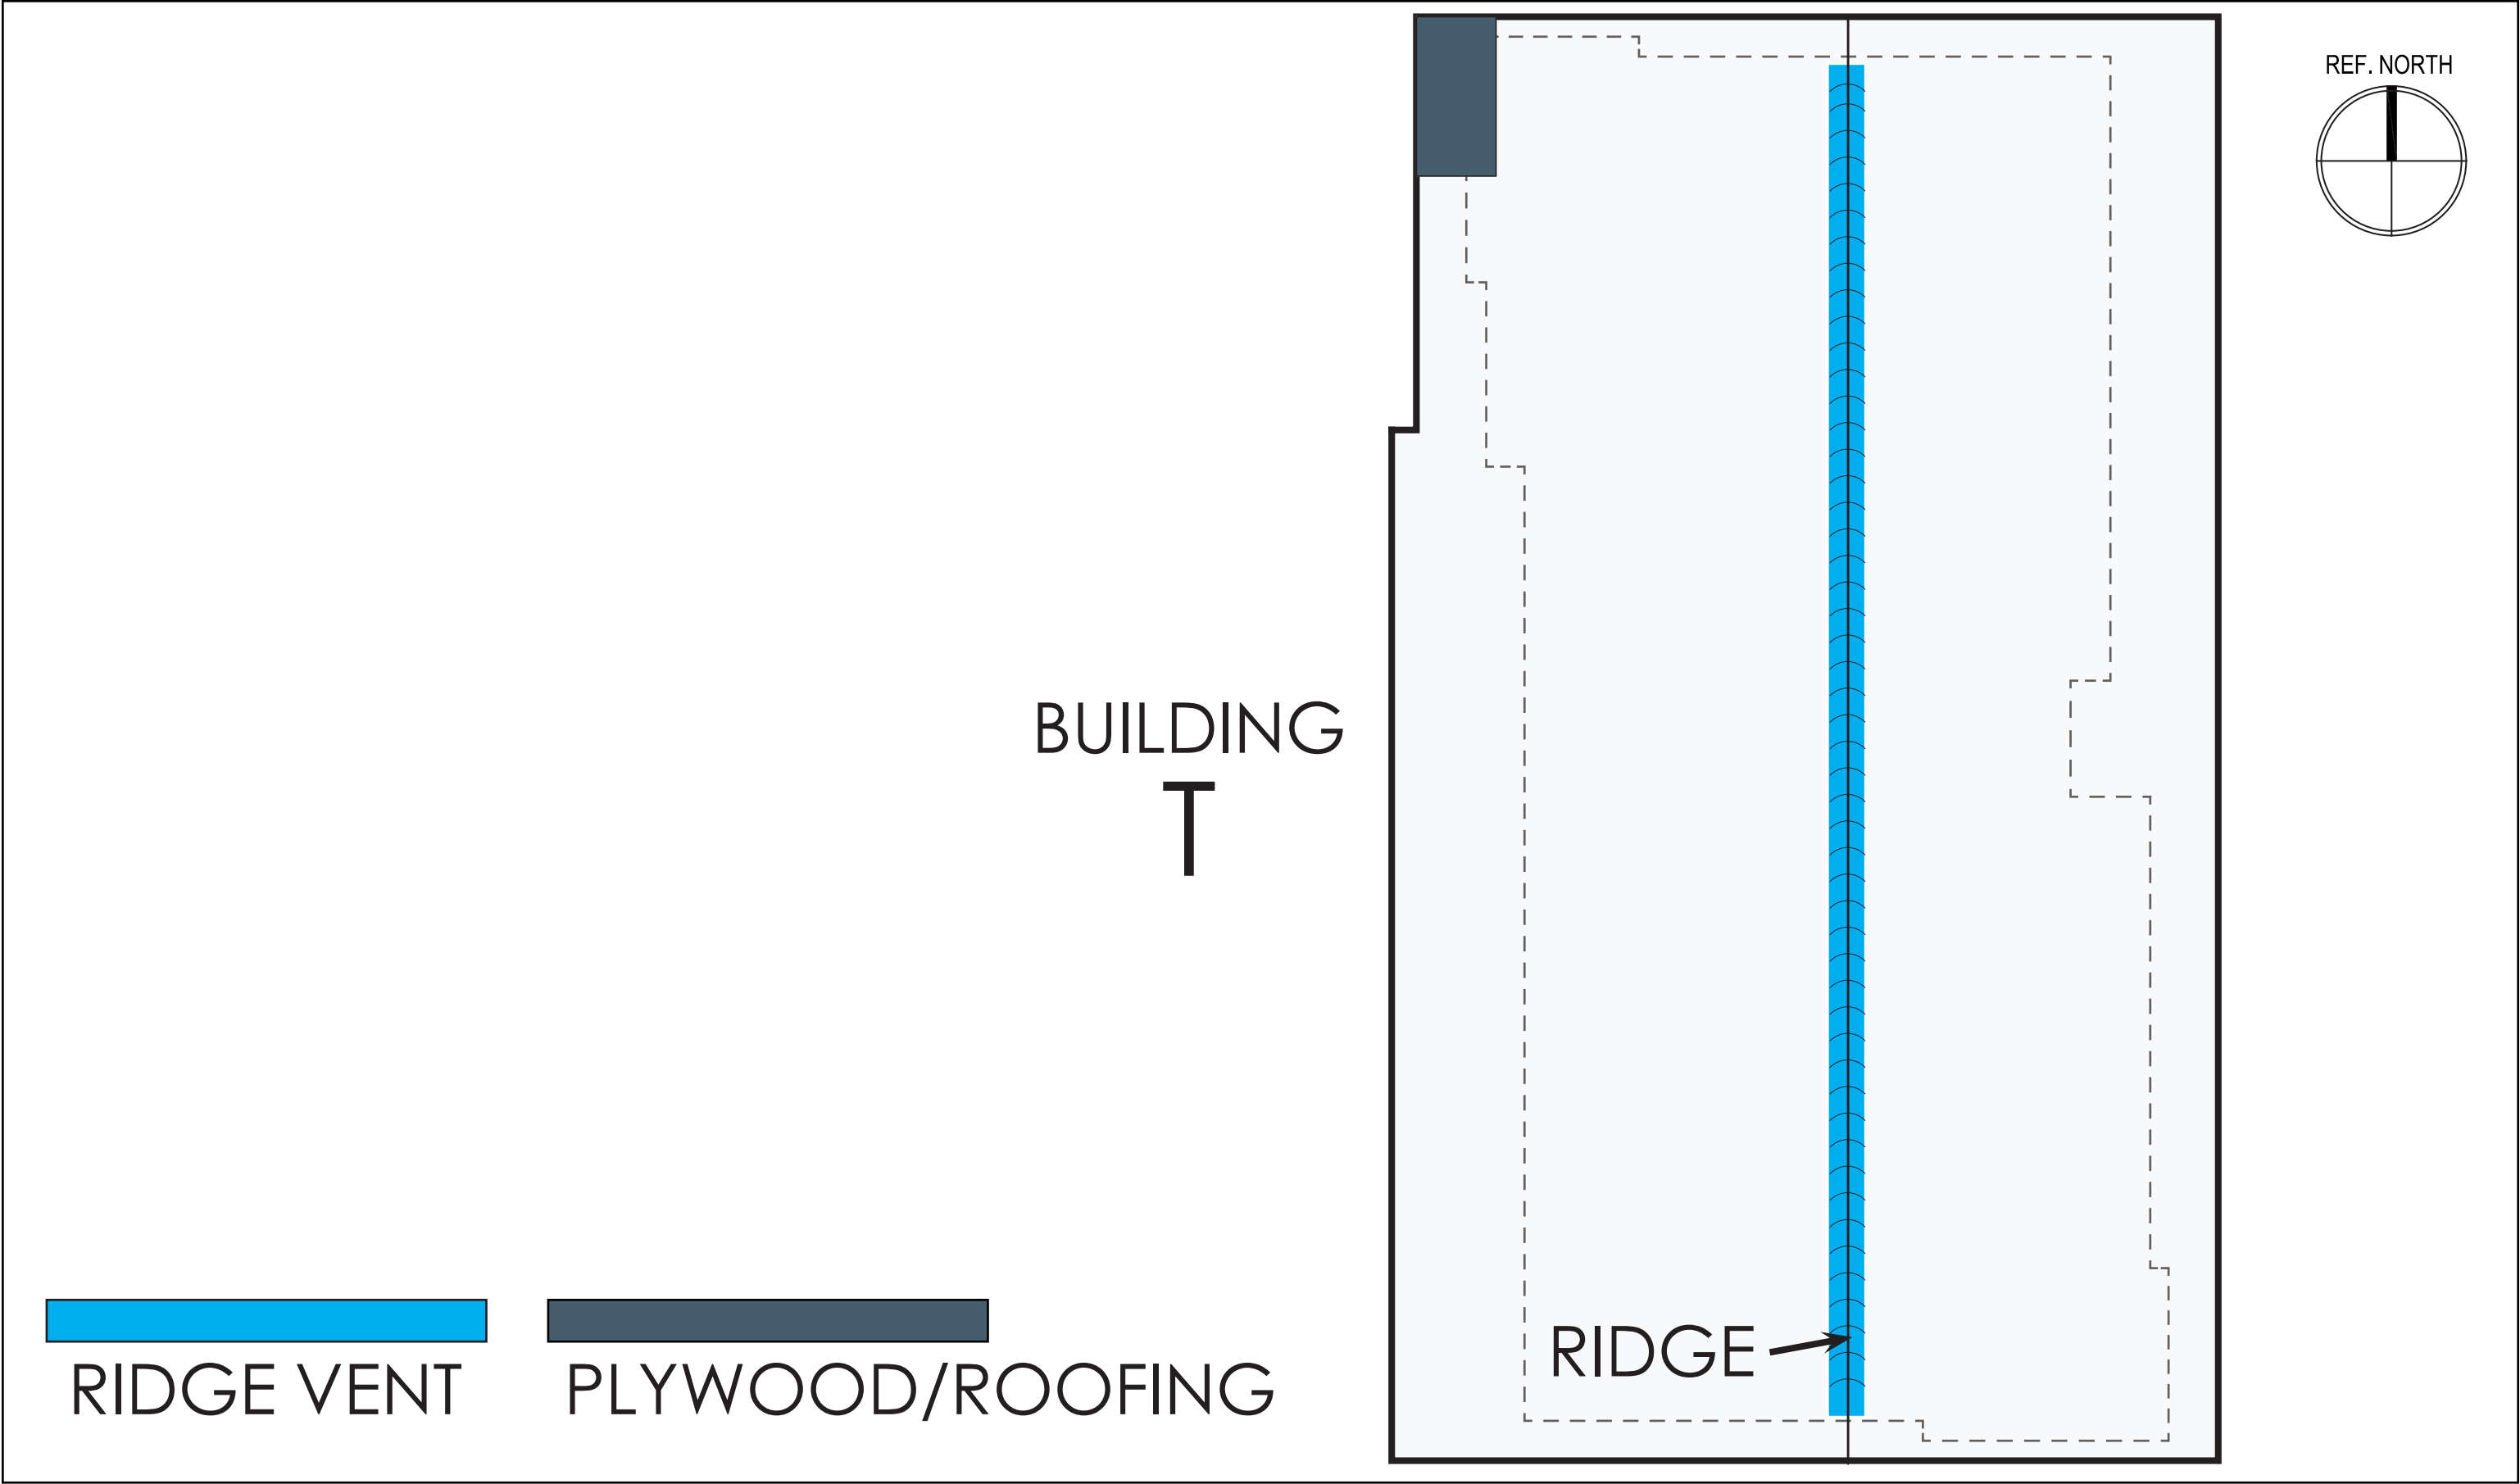 REF. NORTH
BUILDING
T
RIDGE
RIDGE VENT
PLYWOOD/ROOFING